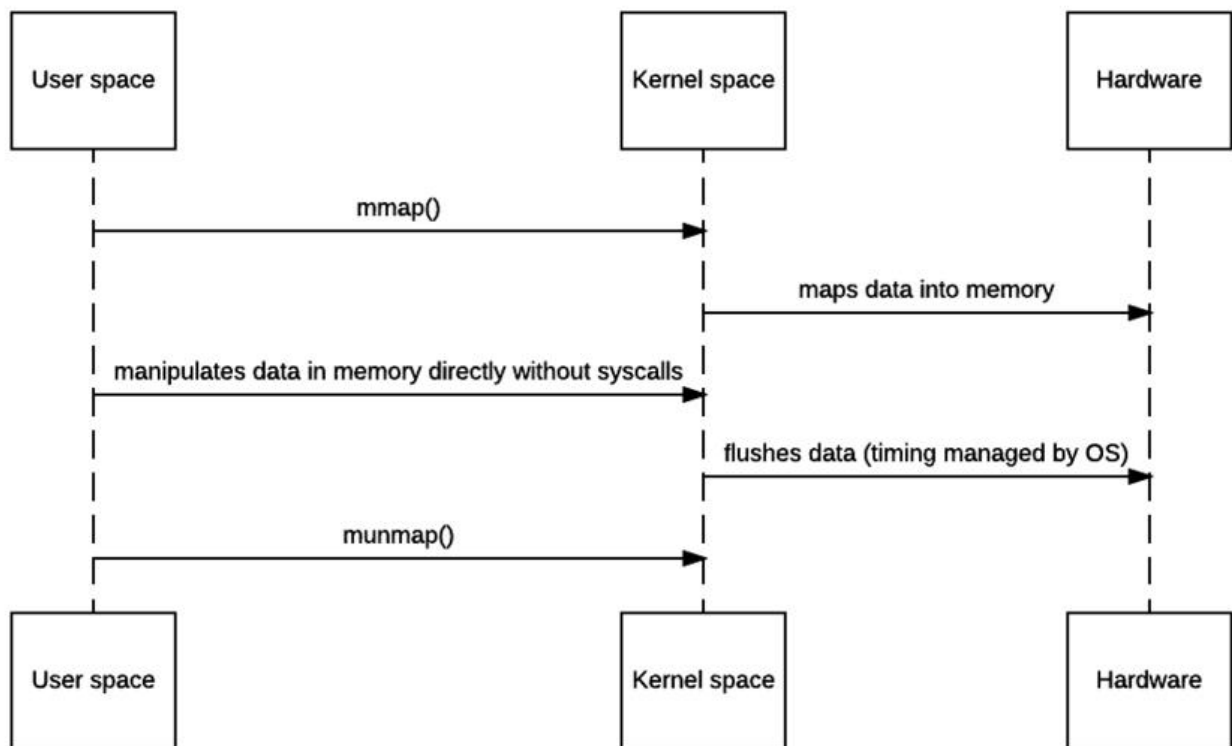 User space
Kernel space
Hardware
mmap()
maps data into memory
manipulates data in memory directly without syscalls
flushes data (timing managed by OS)
munmap()
User space
Kernel space
Hardware